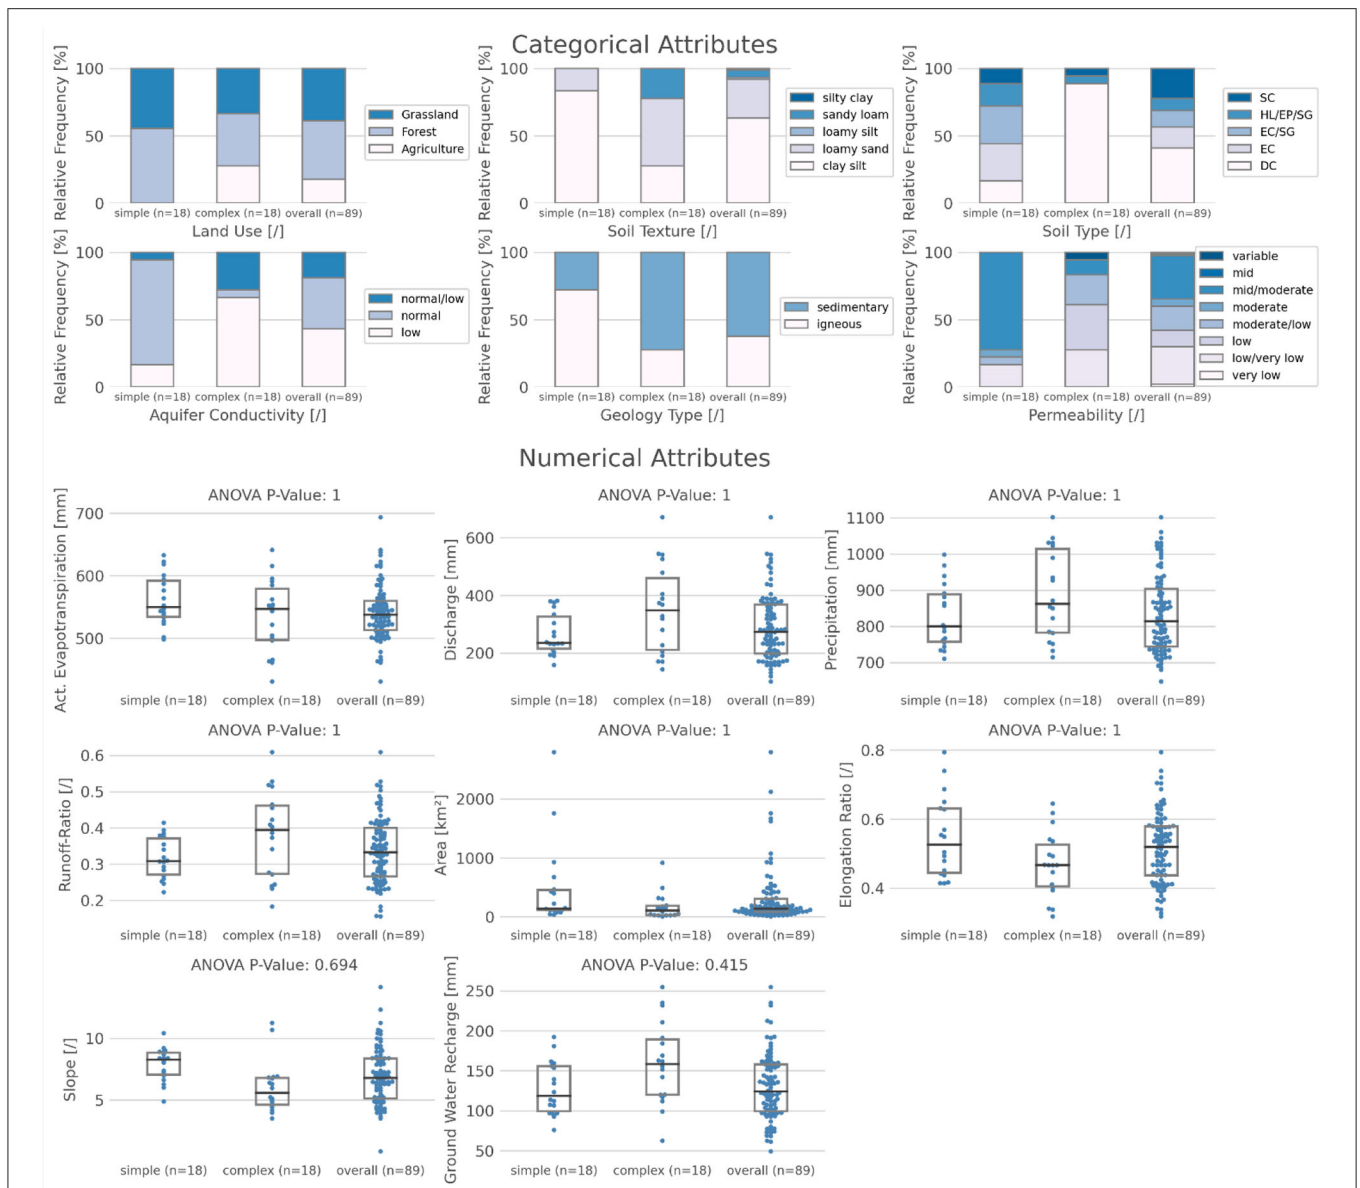 Categorical Attributes
Relative Frequency [%]
100
50
0
simple (n=18) complex (n=18) overall (n=89)
Land Use [/]
Grassland
Forest
Agriculture
Relative Frequency [%]
100
50
0
simple (n=18) complex (n=18) overall (n=89)
Soil Texture [/]
silty clay
sandy loam
loamy silt
loamy sand
clay silt
Relative Frequency [%]
100
50
0
simple (n=18) complex (n=18) overall (n=89)
Soil Type [/]
SC
HL/EP/SG
EC/SG
EC
DC
Relative Frequency [%]
100
50
0
simple (n=18) complex (n=18) overall (n=89)
Aquifer Conductivity [/]
normal/low
normal
low
Relative Frequency [%]
100
50
0
simple (n=18) complex (n=18) overall (n=89)
Geology Type [/]
sedimentary
igneous
Relative Frequency [%]
100
50
0
simple (n=18) complex (n=18) overall (n=89)
Permeability [/]
variable
mid
mid/moderate
moderate
moderate/low
low
low/very low
very low
Numerical Attributes
ANOVA P-Value: 1
Act. Evapotranspiration [mm]
700
600
500
simple (n=18) complex (n=18) overall (n=89)
ANOVA P-Value: 1
Discharge [mm]
600
400
200
simple (n=18) complex (n=18) overall (n=89)
ANOVA P-Value: 1
Precipitation [mm]
1100
1000
900
800
700
simple (n=18) complex (n=18) overall (n=89)
ANOVA P-Value: 1
Runoff-Ratio [/]
0.6
0.5
0.4
0.3
0.2
simple (n=18) complex (n=18) overall (n=89)
ANOVA P-Value: 1
Area [km²]
2000
1000
0
simple (n=18) complex (n=18) overall (n=89)
ANOVA P-Value: 1
Elongation Ratio [/]
0.8
0.6
0.4
simple (n=18) complex (n=18) overall (n=89)
ANOVA P-Value: 0.694
Slope [/]
10
5
simple (n=18) complex (n=18) overall (n=89)
ANOVA P-Value: 0.415
Ground Water Recharge [mm]
250
200
150
100
50
simple (n=18) complex (n=18) overall (n=89)